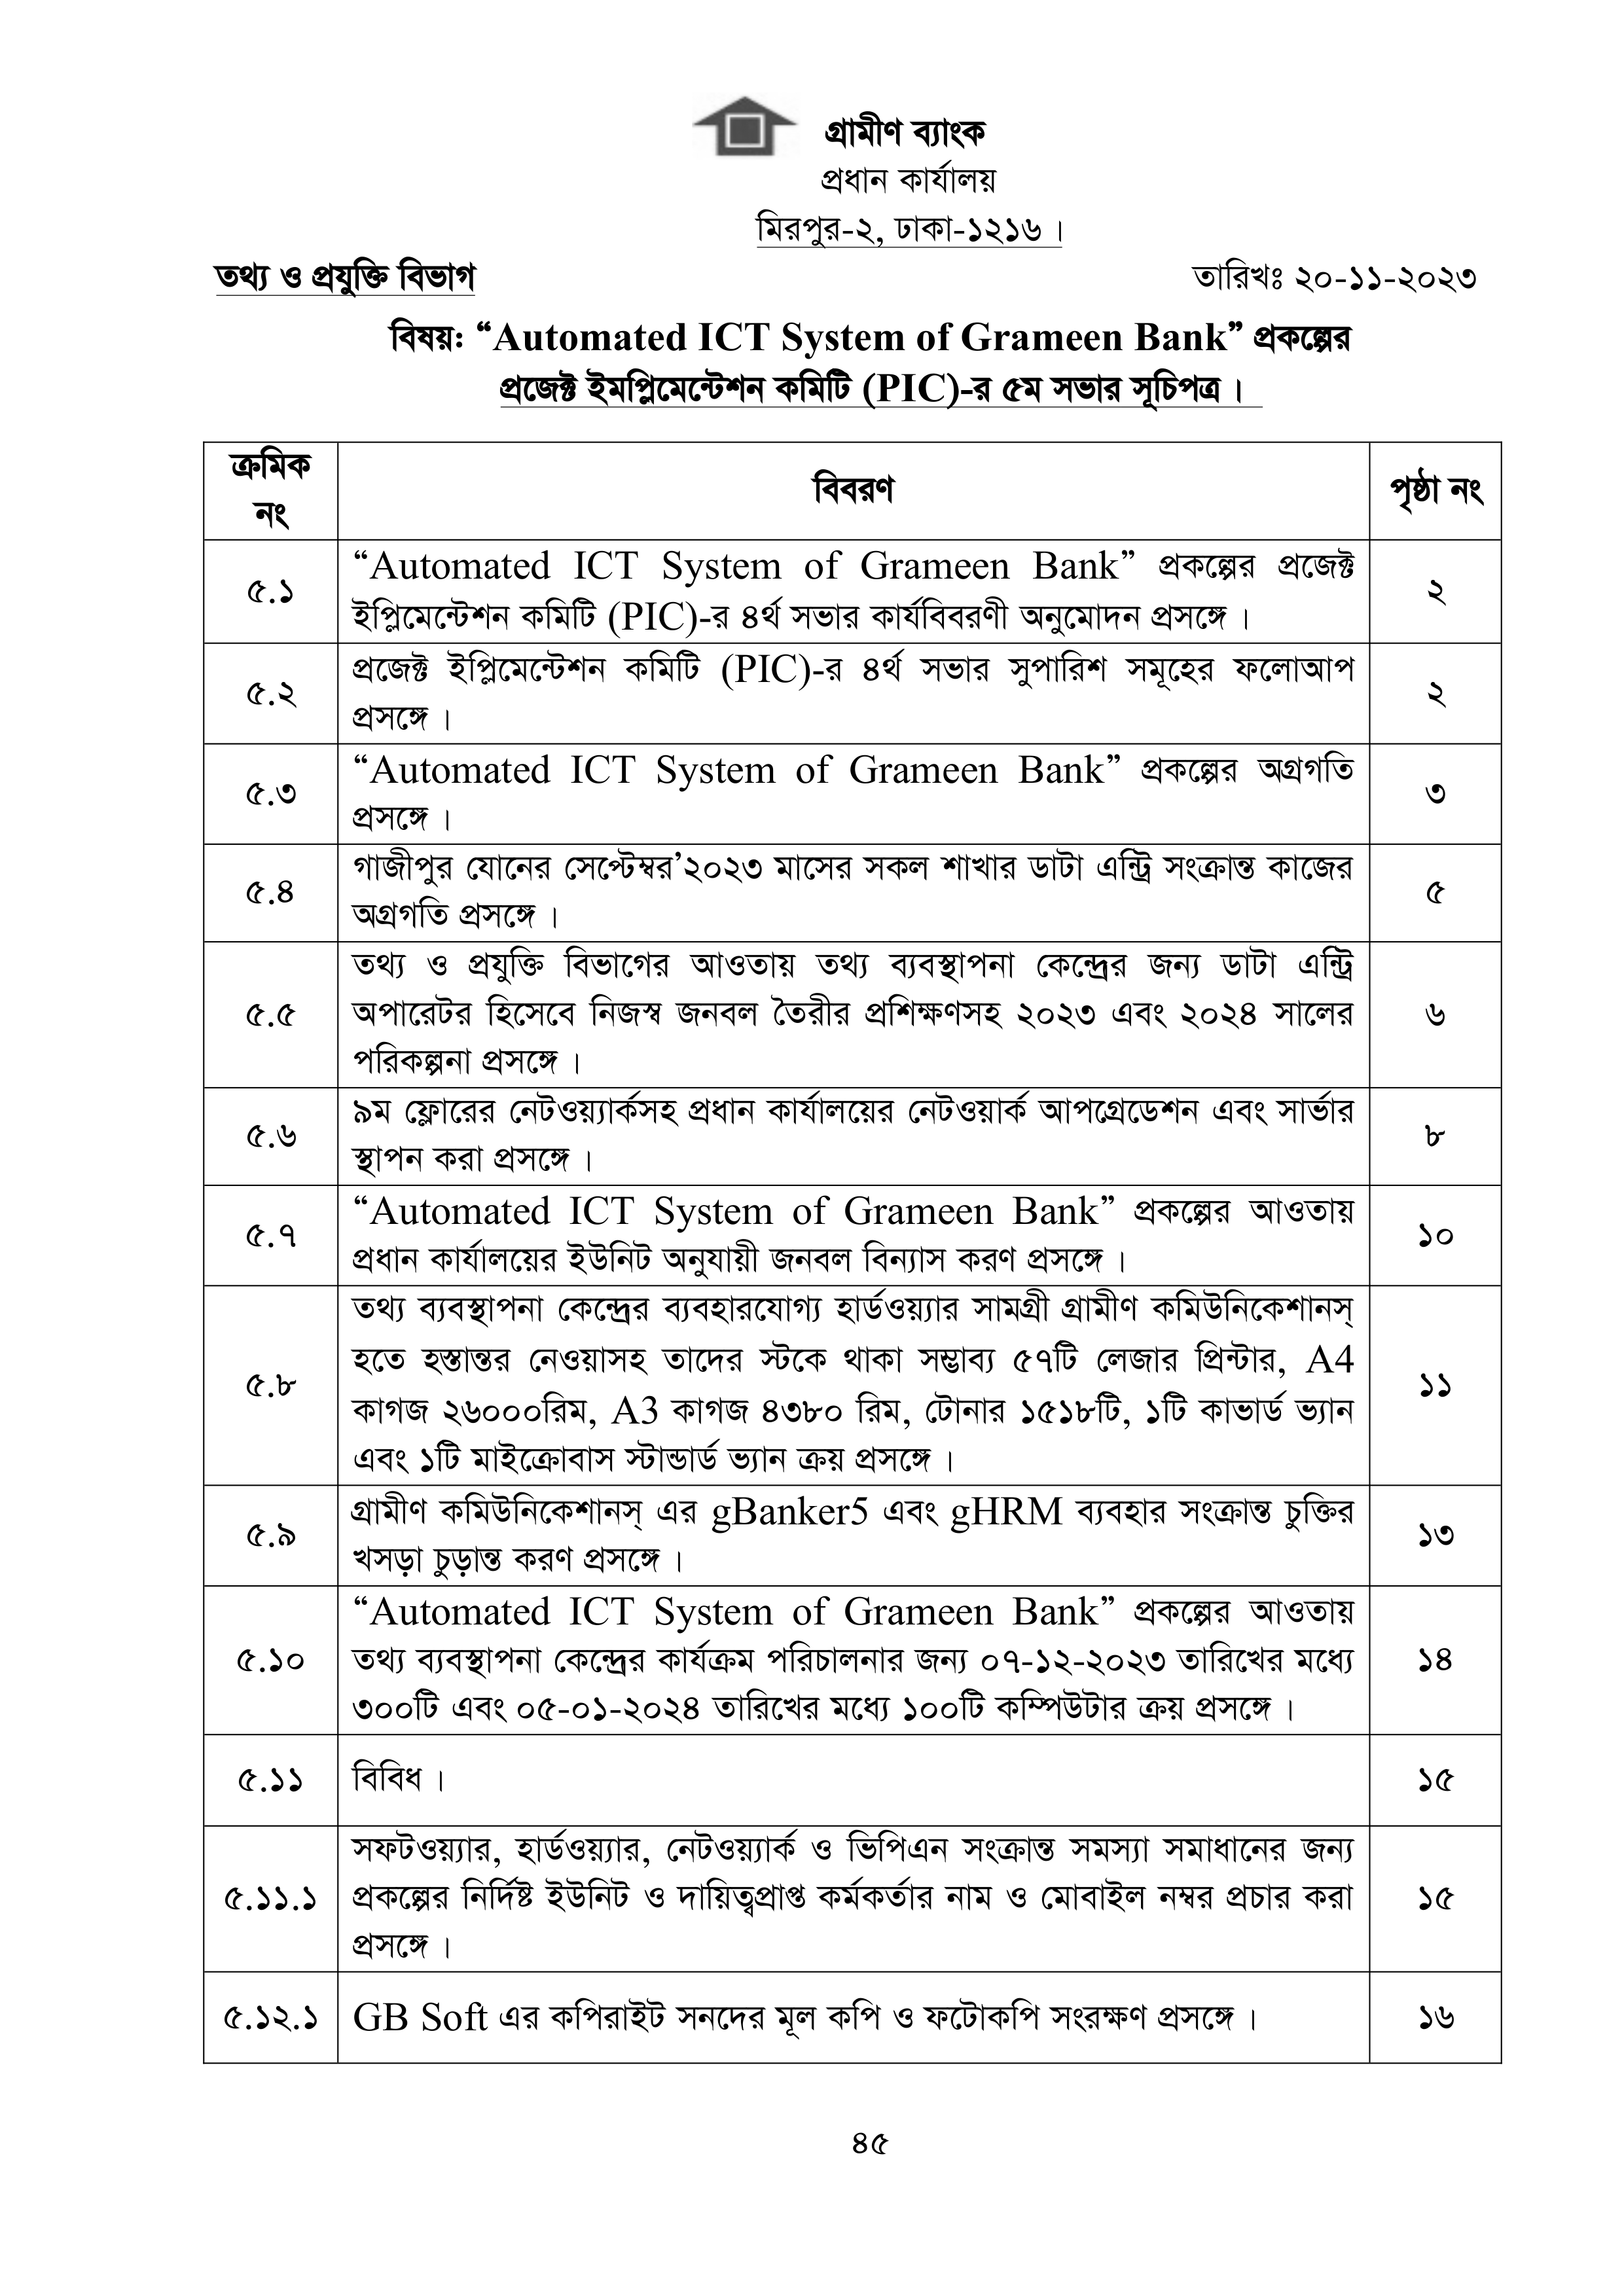 গ্রামীণ ব্যাংক
প্রধান কার্যালয়
মিরপুর-২, ঢাকা-১২১৬।
তথ্য ও প্রযুক্তি বিভাগ তারিখঃ ২০-১১-২০২৩
বিষয়: “Automated ICT System of Grameen Bank” প্রকল্পের
প্রজেক্ট ইমপ্লিমেন্টেশন কমিটি (PIC)-র ৫ম সভার সূচিপত্র।
ক্রমিক
নং
বিবরণ
পৃষ্ঠা নং
৫.১
“Automated ICT System of Grameen Bank” প্রকল্পের প্রজেক্ট
ইপ্লিমেন্টেশন কমিটি (PIC)-র ৪র্থ সভার কার্যবিবরণী অনুমোদন প্রসঙ্গে।
২
৫.২
প্রজেক্ট ইপ্লিমেন্টেশন কমিটি (PIC)-র ৪র্থ সভার সুপারিশ সমূহের ফলোআপ
প্রসঙ্গে।
২
৫.৩
“Automated ICT System of Grameen Bank” প্রকল্পের অগ্রগতি
প্রসঙ্গে।
৩
৫.৪
গাজীপুর যোনের সেপ্টেম্বর’২০২৩ মাসের সকল শাখার ডাটা এন্ট্রি সংক্রান্ত কাজের
অগ্রগতি প্রসঙ্গে।
৫
৫.৫
তথ্য ও প্রযুক্তি বিভাগের আওতায় তথ্য ব্যবস্থাপনা কেন্দ্রের জন্য ডাটা এন্ট্রি
অপারেটর হিসেবে নিজস্ব জনবল তৈরীর প্রশিক্ষণসহ ২০২৩ এবং ২০২৪ সালের
পরিকল্পনা প্রসঙ্গে।
৬
৫.৬
৯ম ফ্লোরের নেটওয়্যার্কসহ প্রধান কার্যালয়ের নেটওয়ার্ক আপগ্রেডেশন এবং সার্ভার
স্থাপন করা প্রসঙ্গে।
৮
৫.৭
“Automated ICT System of Grameen Bank” প্রকল্পের আওতায়
প্রধান কার্যালয়ের ইউনিট অনুযায়ী জনবল বিন্যাস করণ প্রসঙ্গে।
১০
৫.৮
তথ্য ব্যবস্থাপনা কেন্দ্রের ব্যবহারযোগ্য হার্ডওয়্যার সামগ্রী গ্রামীণ কমিউনিকেশানস্
হতে হস্তান্তর নেওয়াসহ তাদের স্টকে থাকা সম্ভাব্য ৫৭টি লেজার প্রিন্টার, A4
কাগজ ২৬০০০রিম, A3 কাগজ ৪৩৮০ রিম, টোনার ১৫১৮টি, ১টি কাভার্ড ভ্যান
এবং ১টি মাইক্রোবাস স্টান্ডার্ড ভ্যান ক্রয় প্রসঙ্গে।
১১
৫.৯
গ্রামীণ কমিউনিকেশানস্ এর gBanker5 এবং gHRM ব্যবহার সংক্রান্ত চুক্তির
খসড়া চুড়ান্ত করণ প্রসঙ্গে।
১৩
৫.১০
“Automated ICT System of Grameen Bank” প্রকল্পের আওতায়
তথ্য ব্যবস্থাপনা কেন্দ্রের কার্যক্রম পরিচালনার জন্য ০৭-১২-২০২৩ তারিখের মধ্যে
৩০০টি এবং ০৫-০১-২০২৪ তারিখের মধ্যে ১০০টি কম্পিউটার ক্রয় প্রসঙ্গে।
১৪
৫.১১
বিবিধ।
১৫
৫.১১.১
সফটওয়্যার, হার্ডওয়্যার, নেটওয়্যার্ক ও ভিপিএন সংক্রান্ত সমস্যা সমাধানের জন্য
প্রকল্পের নির্দিষ্ট ইউনিট ও দায়িত্বপ্রাপ্ত কর্মকর্তার নাম ও মোবাইল নম্বর প্রচার করা
প্রসঙ্গে।
১৫
৫.১২.১
GB Soft এর কপিরাইট সনদের মূল কপি ও ফটোকপি সংরক্ষণ প্রসঙ্গে।
১৬
৪৫